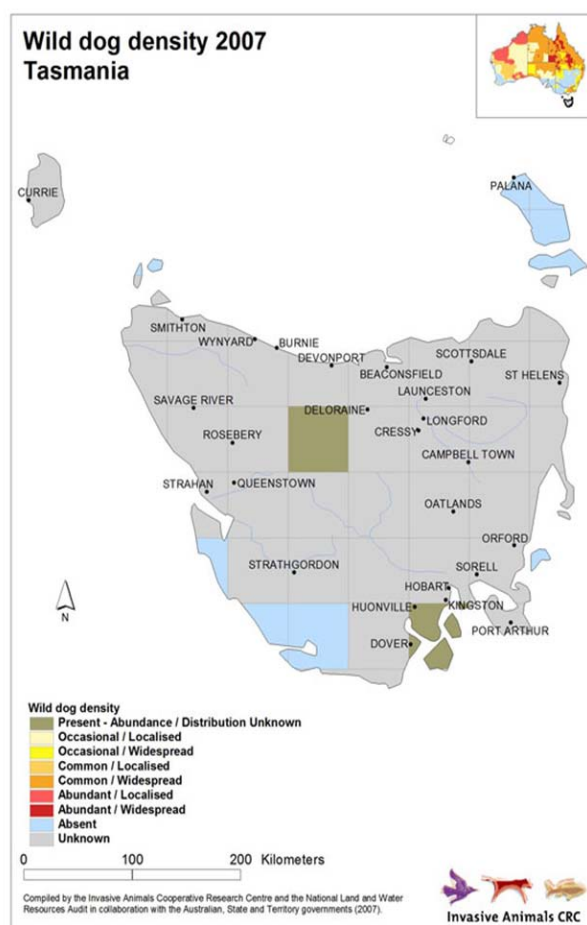 Wild dog density 2007
Tasmania
CURRIE
PALANA
SMITHTON
WYNYARD
BURNIE
DEVONPORT
BEACONSFIELD
SCOTTSDALE
ST HELENS
LAUNCESTON
SAVAGE RIVER
DELORAINE
LONGFORD
CRESSY
ROSEBERY
CAMPBELL TOWN
STRAHAN
QUEENSTOWN
OATLANDS
ORFORD
STRATHGORDON
SORELL
HOBART
HUONVILLE
KINGSTON
PORT ARTHUR
DOVER
N
Wild dog density
Present - Abundance / Distribution Unknown
Occasional / Localised
Occasional / Widespread
Common / Localised
Common / Widespread
Abundant / Localised
Abundant / Widespread
Absent
Unknown
0 100 200 Kilometers
Compiled by the Invasive Animals Cooperative Research Centre and the National Land and Water
Resources Audit in collaboration with the Australian, State and Territory governments (2007).
Invasive Animals CRC